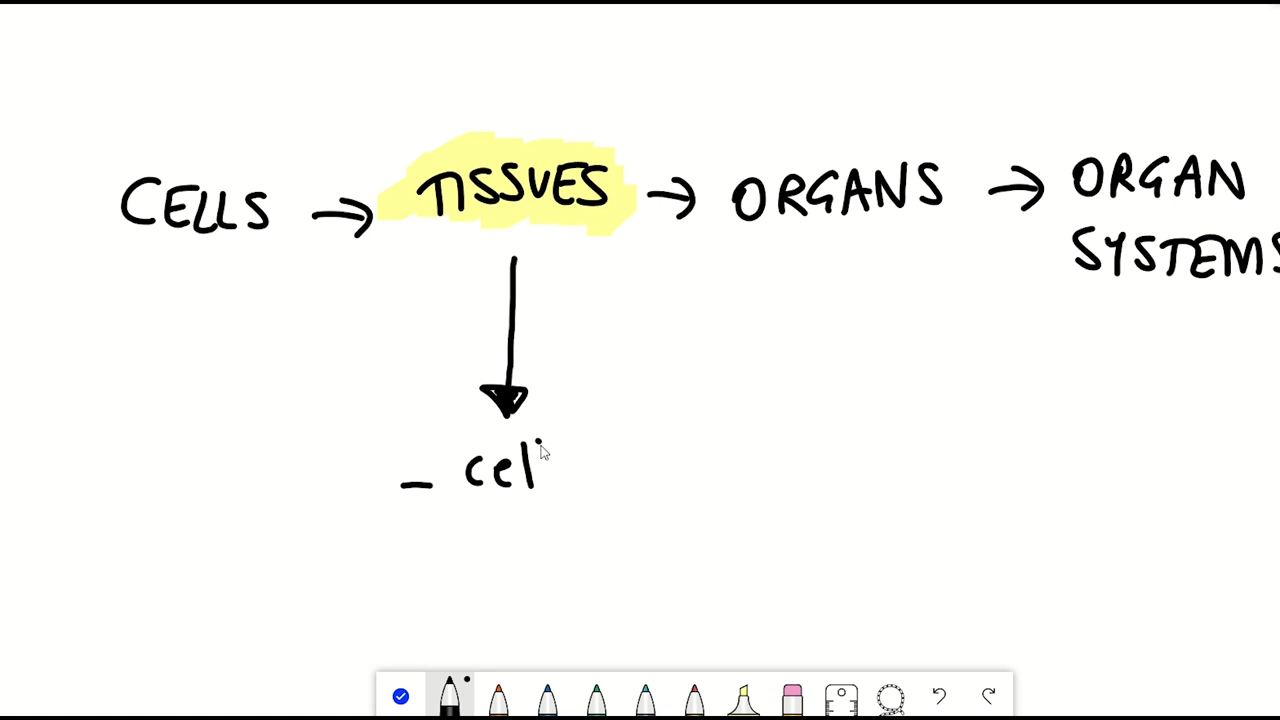 CELLS → TISSUES → ORGANS → ORGAN
SYSTEMS
- cel